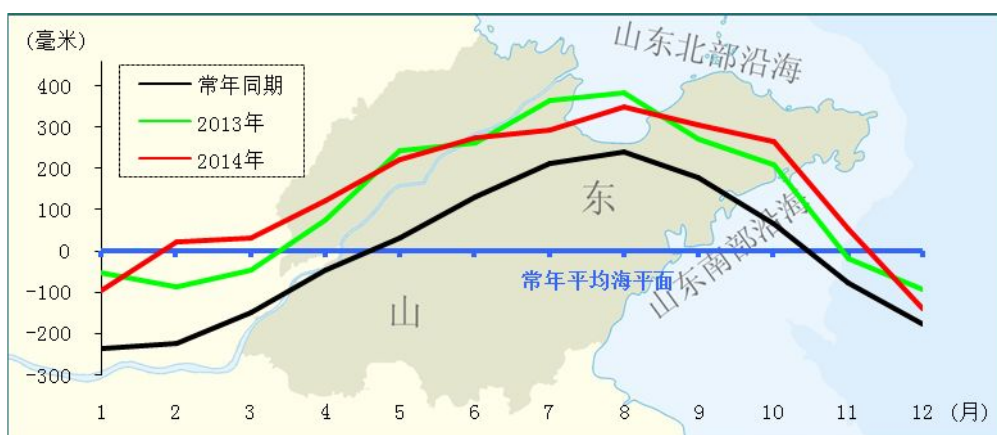 (毫米)
400
300
200
100
0
-100
-200
-300
常年同期
2013年
2014年
山东北部沿海
东
山
山东南部沿海
常年平均海平面
1 2 3 4 5 6 7 8 9 10 11 12 (月)